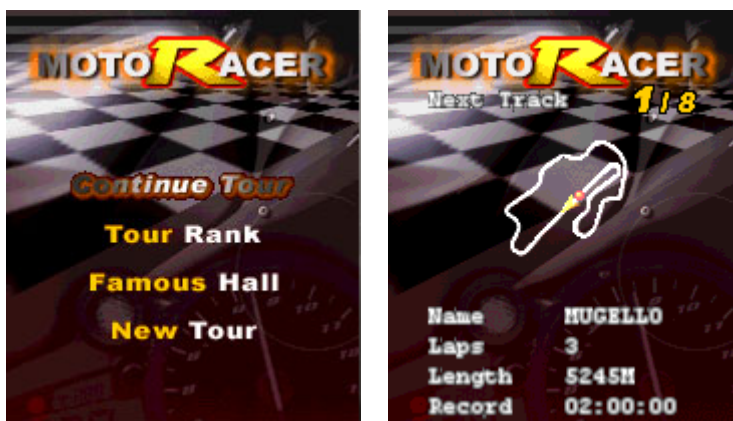 MOTO RACER
Continue Tour
Tour Rank
Famous Hall
New Tour
MOTO RACER
Next Track 1/8
Name MUGELLO
Laps 3
Length 5245M
Record 02:00:00